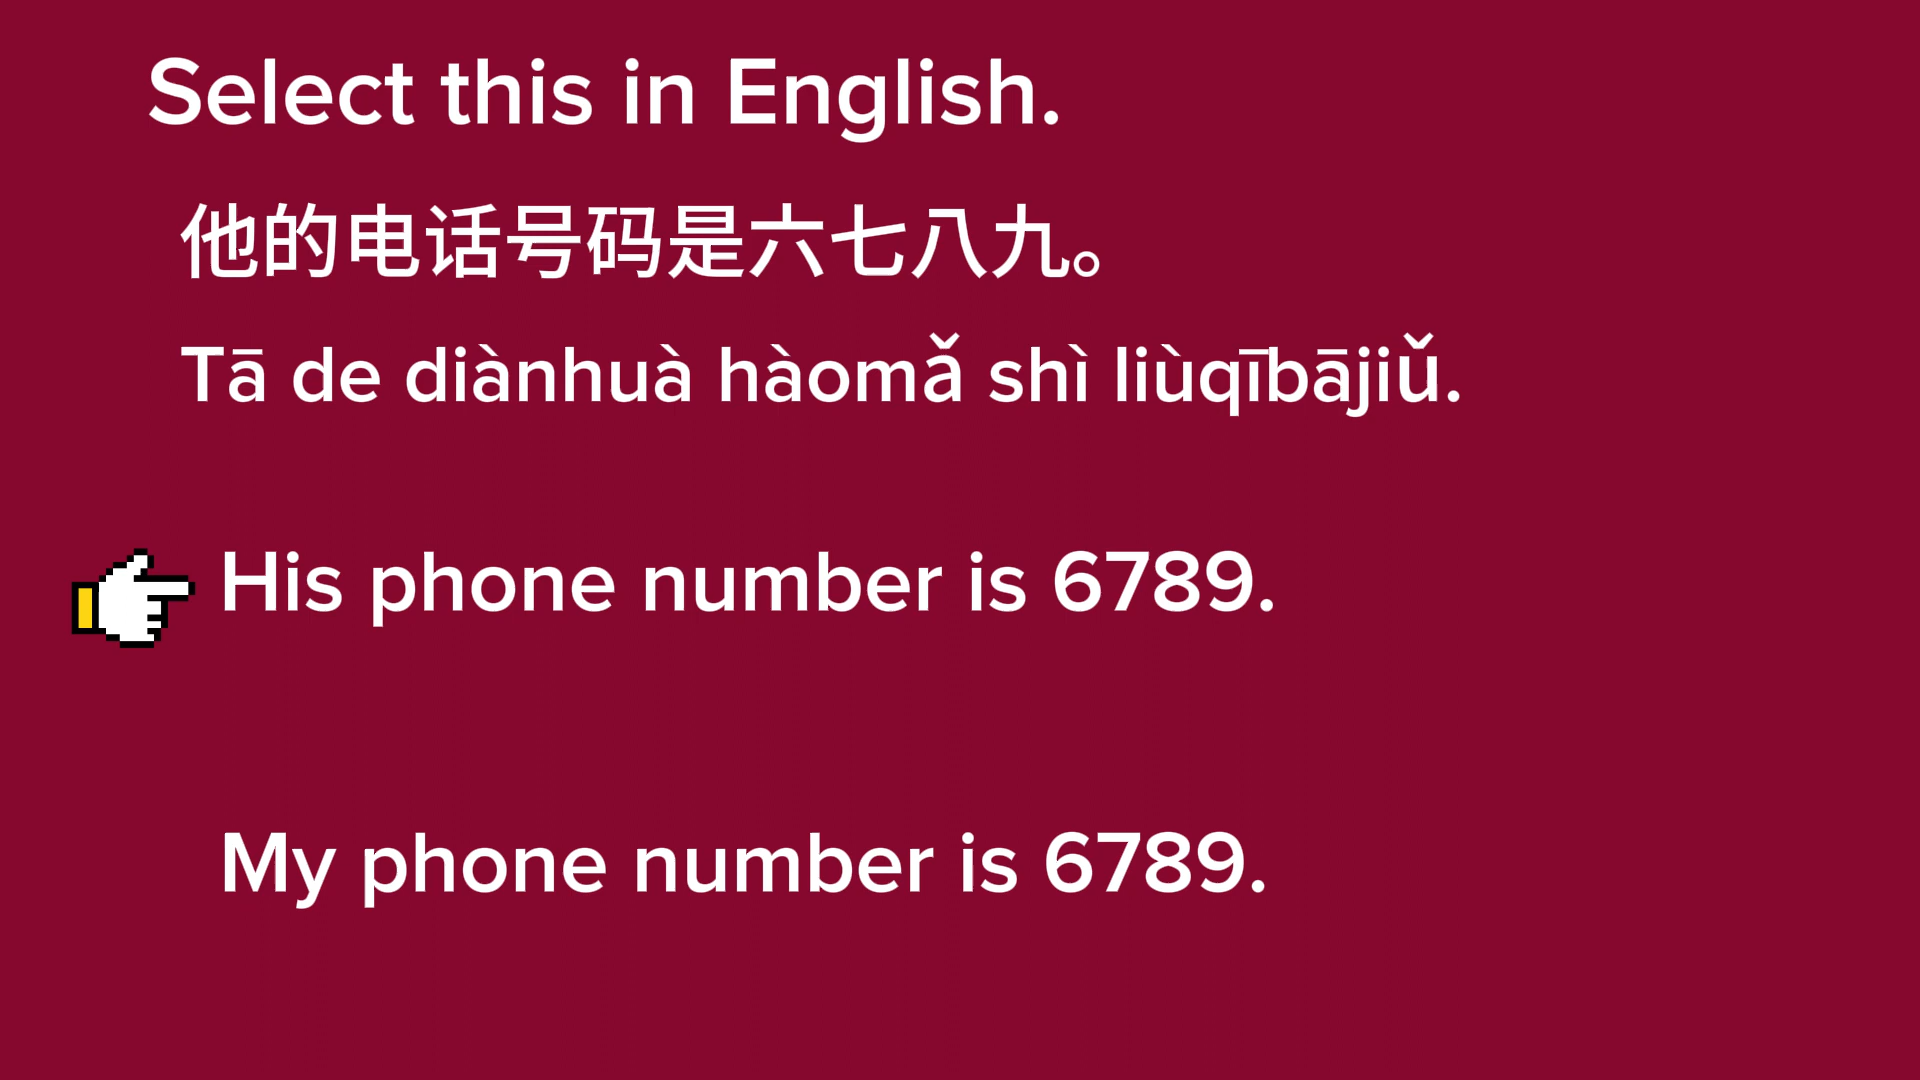 Select this in English.
他的电话号码是六七八九。
Tā de diànhuà hàomǎ shì liùqībājiǔ.
His phone number is 6789.
My phone number is 6789.